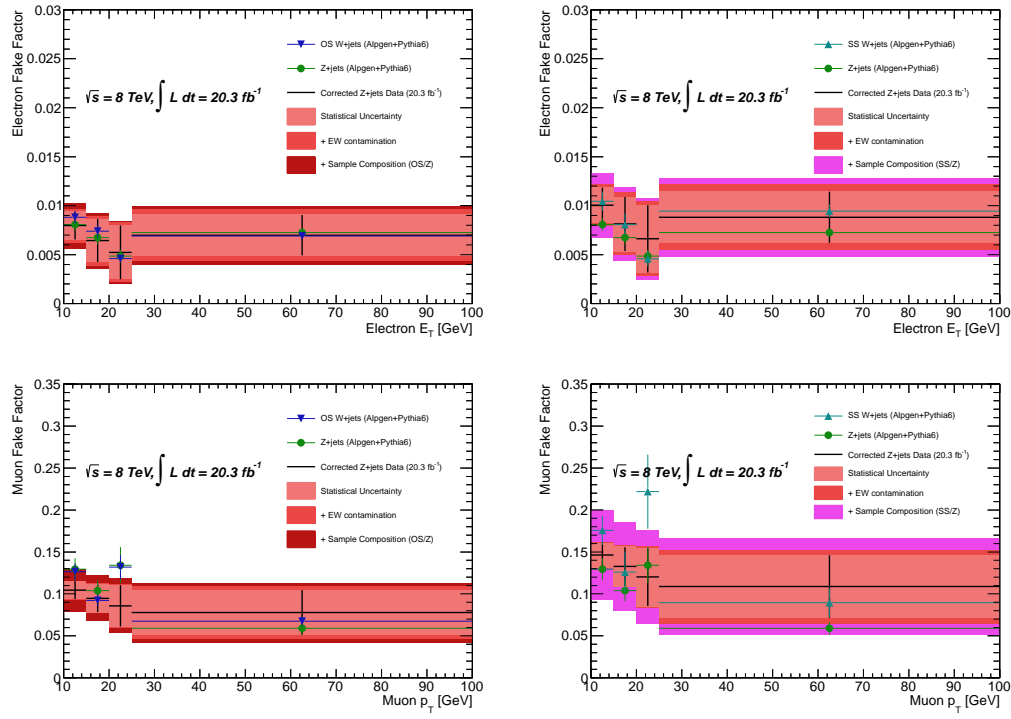 Electron Fake Factor
0.03
0.025
0.02
0.015
0.01
0.005
0
OS W+jets (Alpgen+Pythia6)
Z+jets (Alpgen+Pythia6)
Corrected Z+jets Data (20.3 fb⁻¹)
Statistical Uncertainty
+ EW contamination
+ Sample Composition (OS/Z)
√s = 8 TeV, ∫ L dt = 20.3 fb⁻¹
10 20 30 40 50 60 70 80 90 100
Electron E_T [GeV]
Electron Fake Factor
0.03
0.025
0.02
0.015
0.01
0.005
0
SS W+jets (Alpgen+Pythia6)
Z+jets (Alpgen+Pythia6)
Corrected Z+jets Data (20.3 fb⁻¹)
Statistical Uncertainty
+ EW contamination
+ Sample Composition (SS/Z)
√s = 8 TeV, ∫ L dt = 20.3 fb⁻¹
10 20 30 40 50 60 70 80 90 100
Electron E_T [GeV]
Muon Fake Factor
0.35
0.3
0.25
0.2
0.15
0.1
0.05
0
OS W+jets (Alpgen+Pythia6)
Z+jets (Alpgen+Pythia6)
Corrected Z+jets Data (20.3 fb⁻¹)
Statistical Uncertainty
+ EW contamination
+ Sample Composition (OS/Z)
√s = 8 TeV, ∫ L dt = 20.3 fb⁻¹
10 20 30 40 50 60 70 80 90 100
Muon p_T [GeV]
Muon Fake Factor
0.35
0.3
0.25
0.2
0.15
0.1
0.05
0
SS W+jets (Alpgen+Pythia6)
Z+jets (Alpgen+Pythia6)
Corrected Z+jets Data (20.3 fb⁻¹)
Statistical Uncertainty
+ EW contamination
+ Sample Composition (SS/Z)
√s = 8 TeV, ∫ L dt = 20.3 fb⁻¹
10 20 30 40 50 60 70 80 90 100
Muon p_T [GeV]